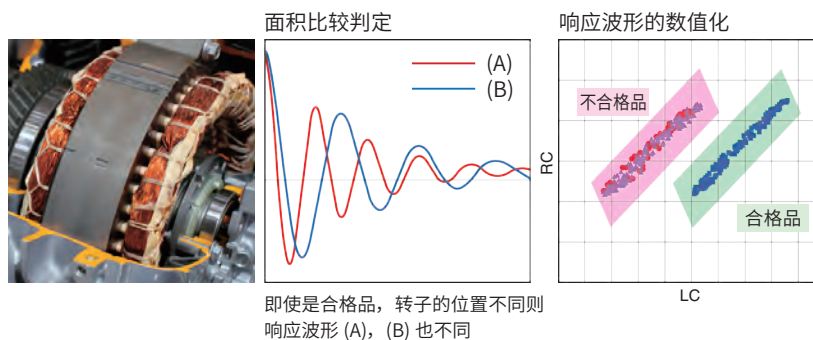 面积比较判定
(A)
(B)
即使是合格品，转子的位置不同则
响应波形 (A)，(B) 也不同
响应波形的数值化
不合格品
合格品
RC
LC